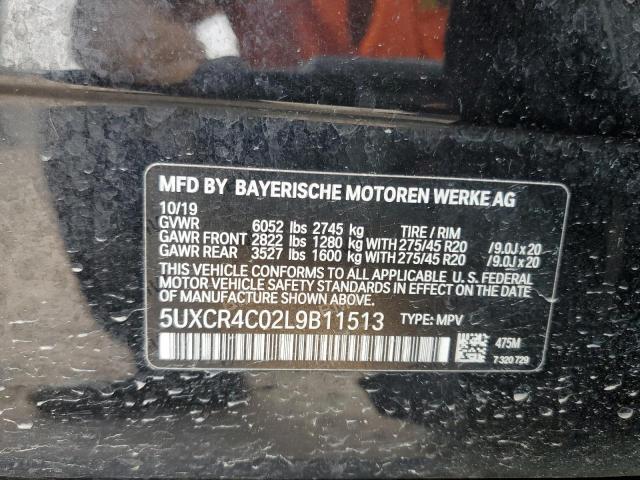 MFD BY BAYERISCHE MOTOREN WERKE AG
10/19
GVWR 6052 lbs 2745 kg TIRE / RIM
GAWR FRONT 2822 lbs 1280 kg WITH 275/45 R20 /9.0J x 20
GAWR REAR 3527 lbs 1600 kg WITH 275/45 R20 /9.0J x 20
THIS VEHICLE CONFORMS TO ALL APPLICABLE U.S. FEDERAL
MOTOR VEHICLE SAFETY STANDARDS IN EFFECT ON THE
DATE OF MANUFACTURE SHOWN ABOVE.
5UXCR4C02L9B11513 TYPE: MPV
475M
7320729